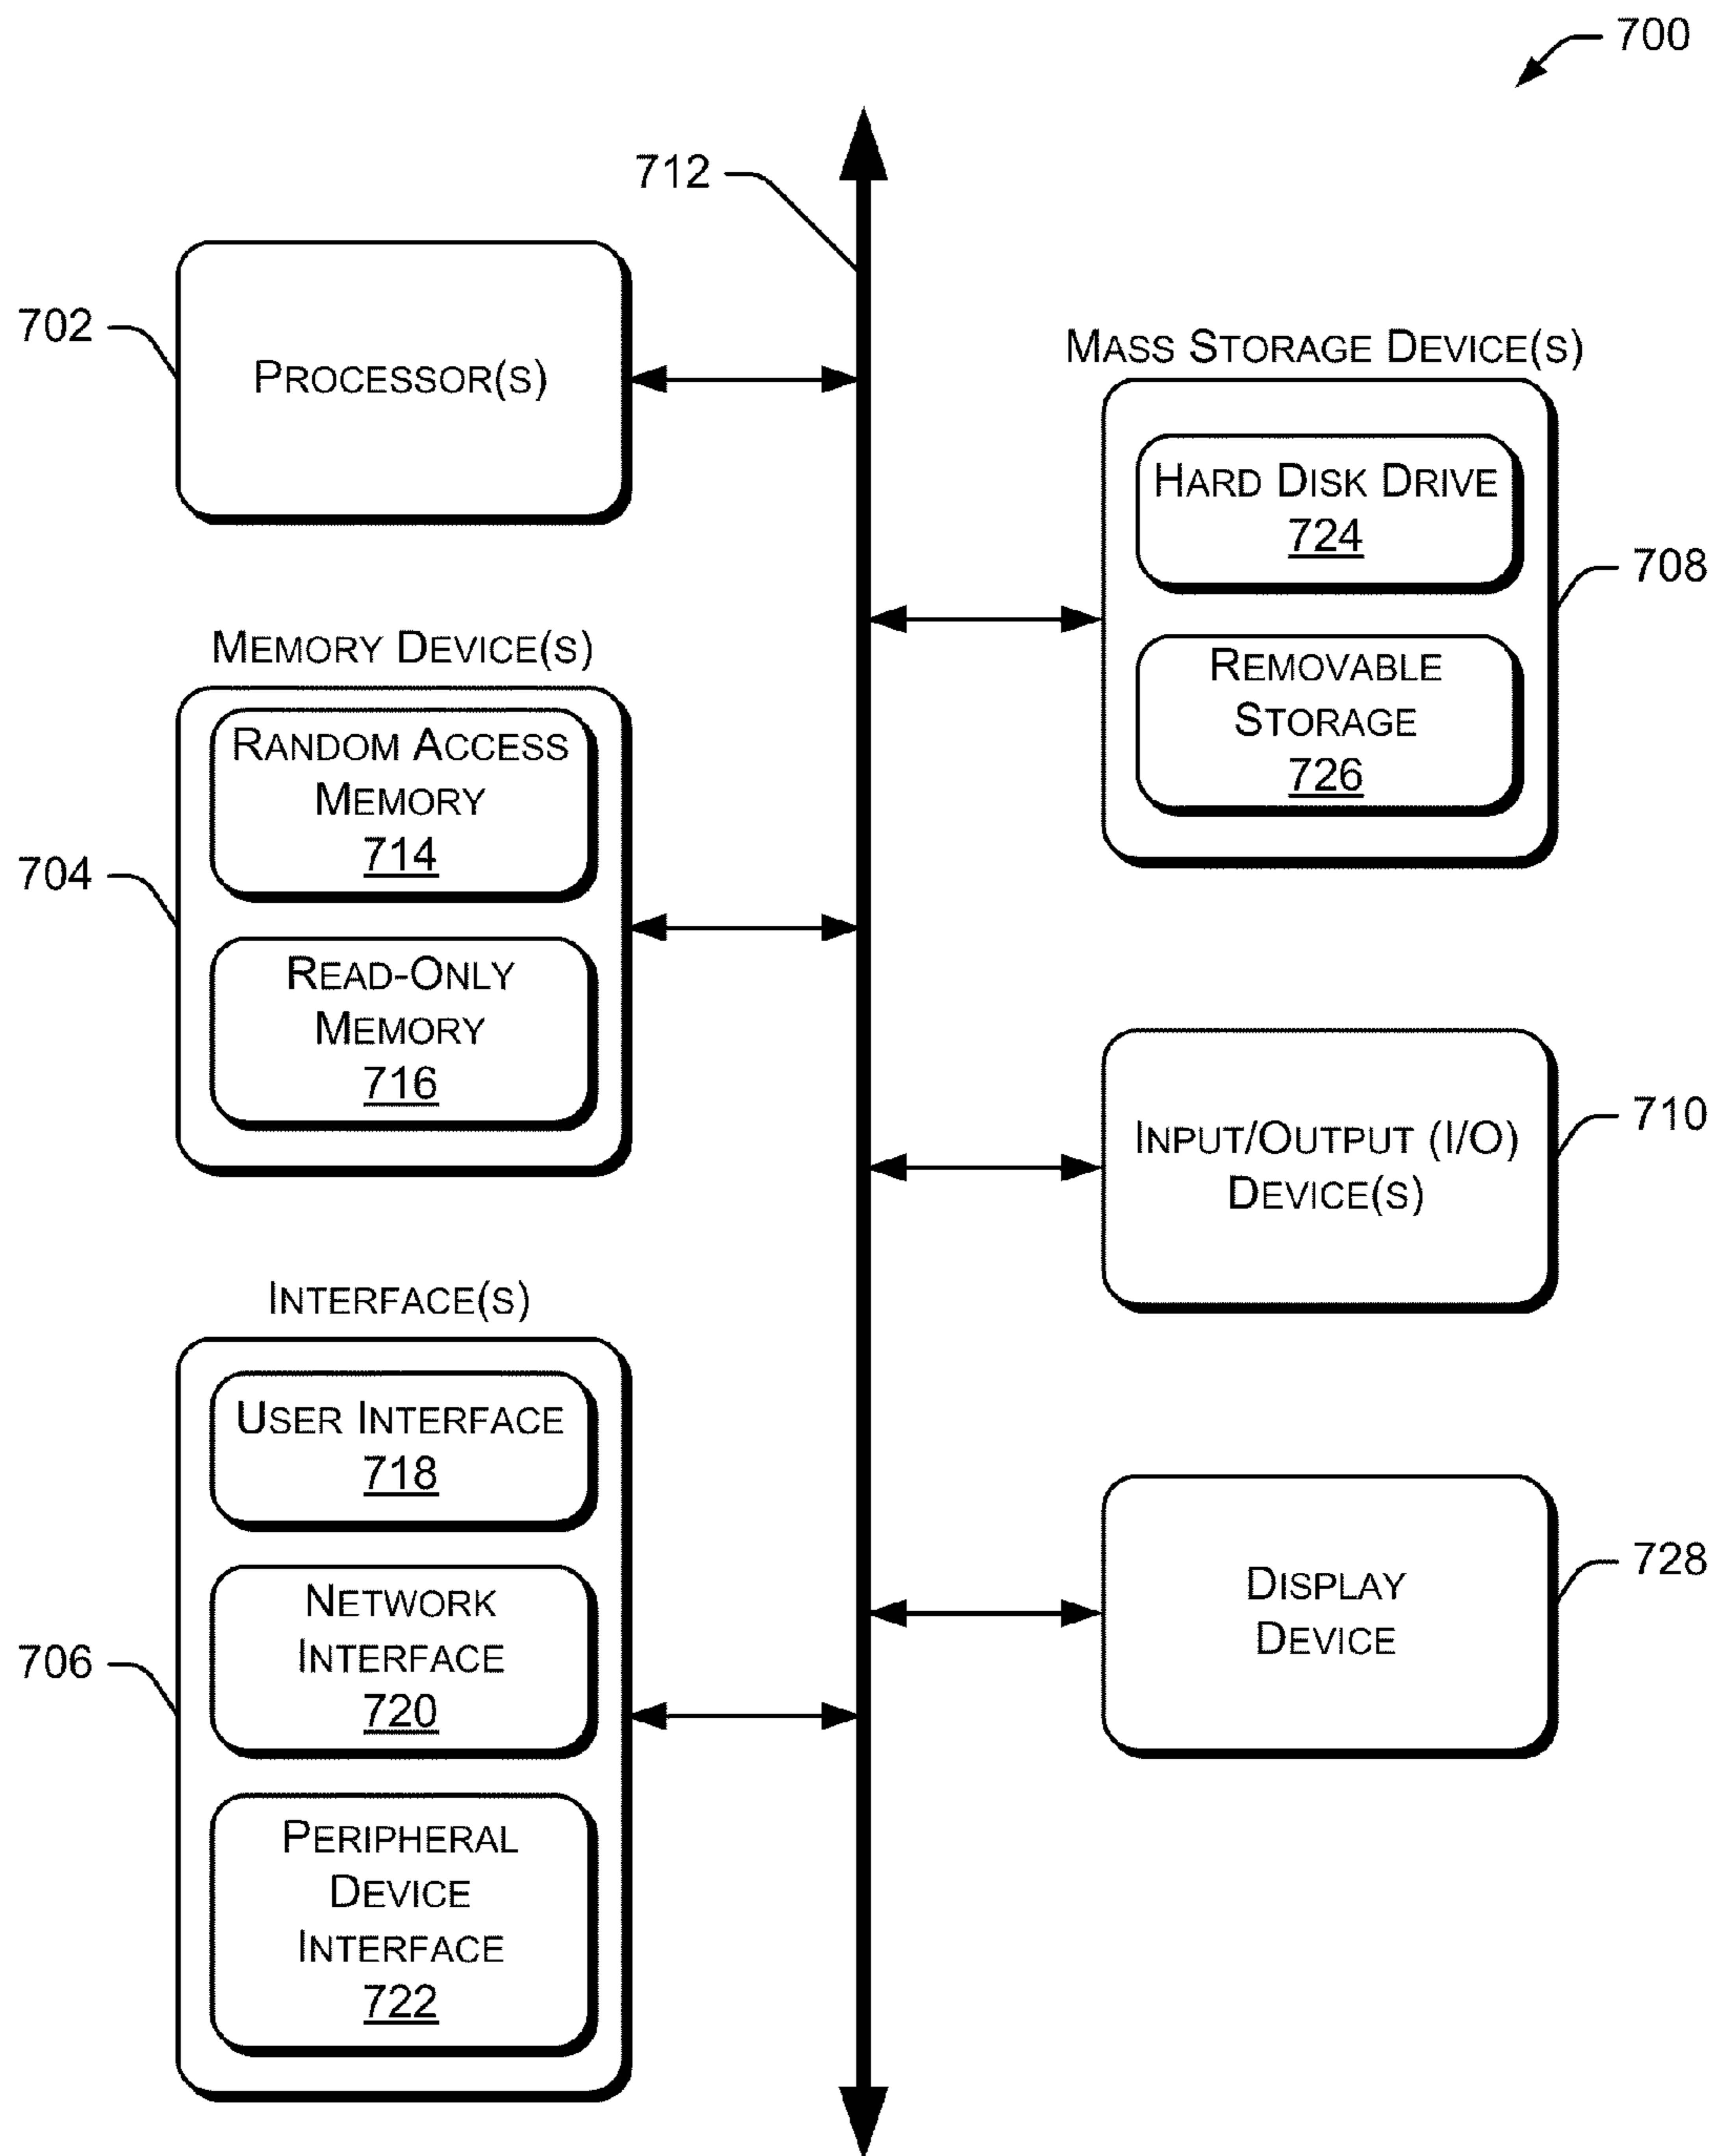 700
712
702
PROCESSOR(S)
MASS STORAGE DEVICE(S)
HARD DISK DRIVE
724
708
REMOVABLE
STORAGE
726
MEMORY DEVICE(S)
RANDOM ACCESS
MEMORY
714
704
READ-ONLY
MEMORY
716
710
INPUT/OUTPUT (I/O)
DEVICE(S)
INTERFACE(S)
USER INTERFACE
718
NETWORK
INTERFACE
720
706
PERIPHERAL
DEVICE
INTERFACE
722
728
DISPLAY
DEVICE